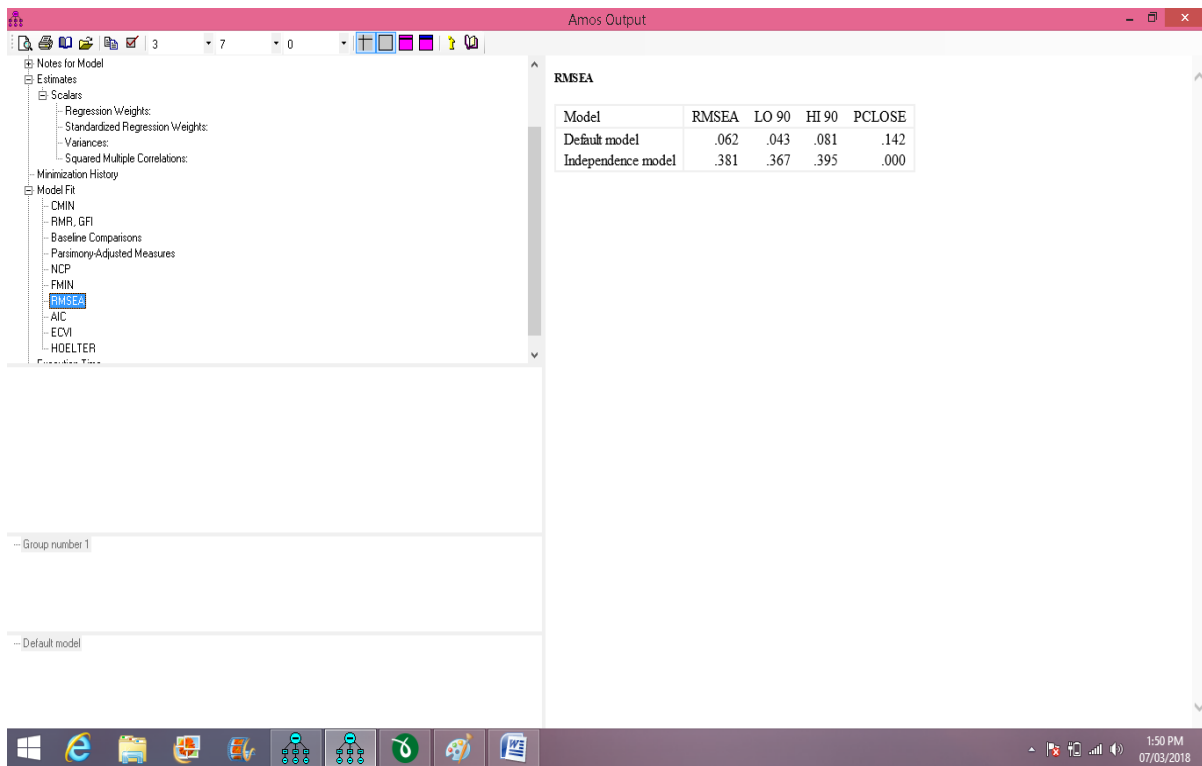 Amos Output
3 7 0
Notes for Model
Estimates
Scalars
Regression Weights:
Standardized Regression Weights:
Variances:
Squared Multiple Correlations:
Minimization History
Model Fit
CMIN
RMR, GFI
Baseline Comparisons
Parsimony-Adjusted Measures
NCP
FMIN
RMSEA
AIC
ECVI
HOELTER
Execution Time
Group number 1
Default model
RMSEA
Model RMSEA LO 90 HI 90 PCLOSE
Default model .062 .043 .081 .142
Independence model .381 .367 .395 .000
1:50 PM
07/03/2018